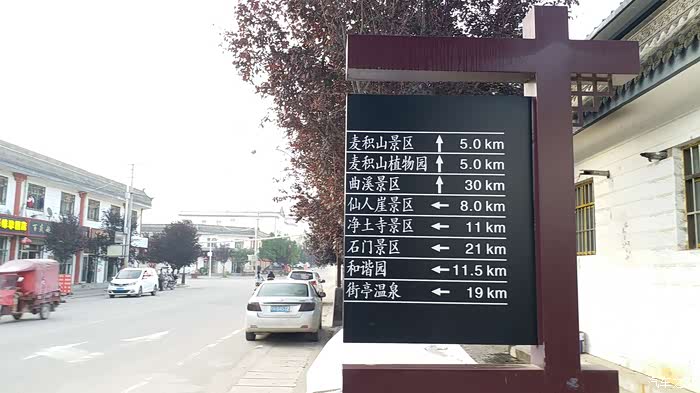 麦积山景区 ↑ 5.0 km
麦积山植物园 ↑ 5.0 km
曲溪景区 ↑ 30 km
仙人崖景区 ← 8.0 km
净土寺景区 ← 11 km
石门景区 ← 21 km
和谐园 ← 11.5 km
街亭温泉 ← 19 km